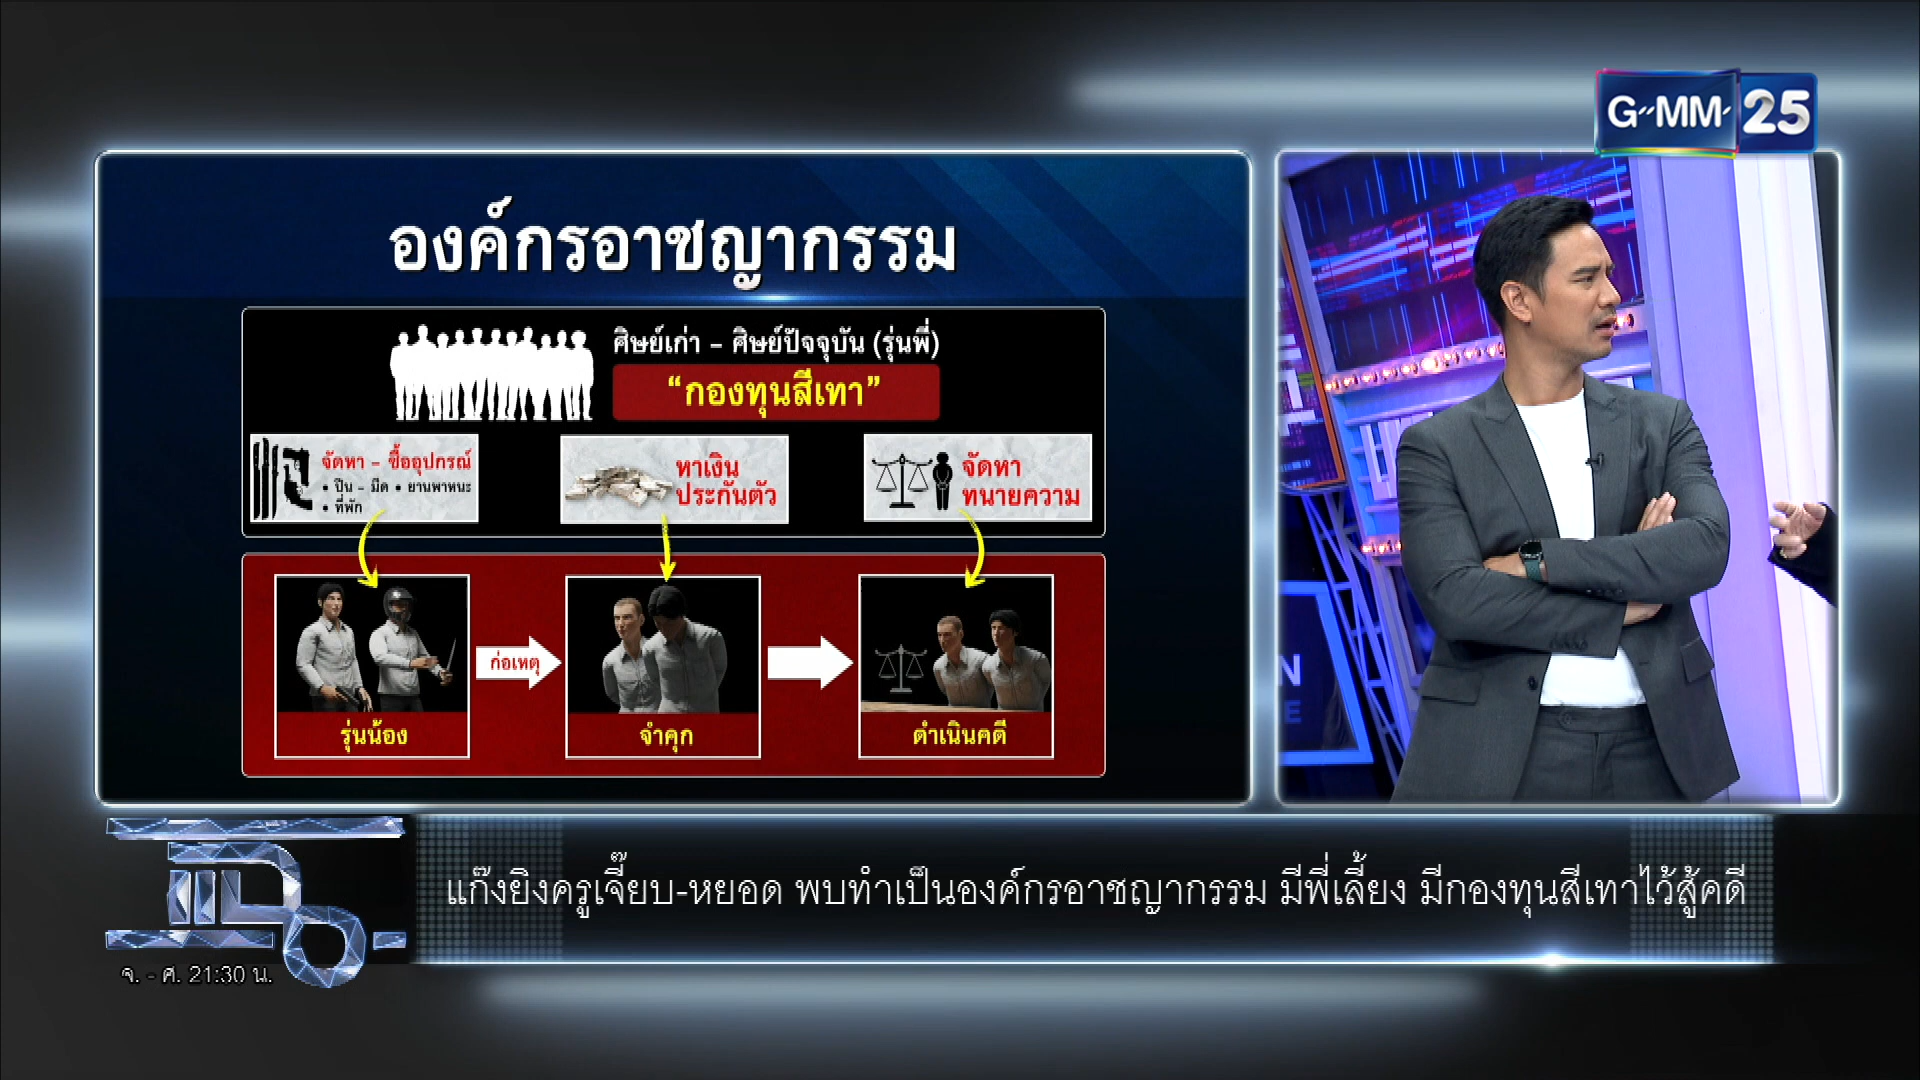 G"MM' 25
องค์กรอาชญากรรม
ศิษย์เก่า – ศิษย์ปัจจุบัน (รุ่นพี่)
“กองทุนสีเทา”
จัดหา – ซื้ออุปกรณ์
• ปืน – มีด • ยานพาหนะ
• ที่พัก
หาเงิน
ประกันตัว
จัดหา
ทนายความ
ก่อเหตุ
รุ่นน้อง
จำคุก
ดำเนินคดี
แก๊งยิงครูเจี๊ยบ-หยอด พบทำเป็นองค์กรอาชญากรรม มีพี่เลี้ยง มีกองทุนสีเทาไว้สู้คดี
จ. - ศ. 21:30 น.